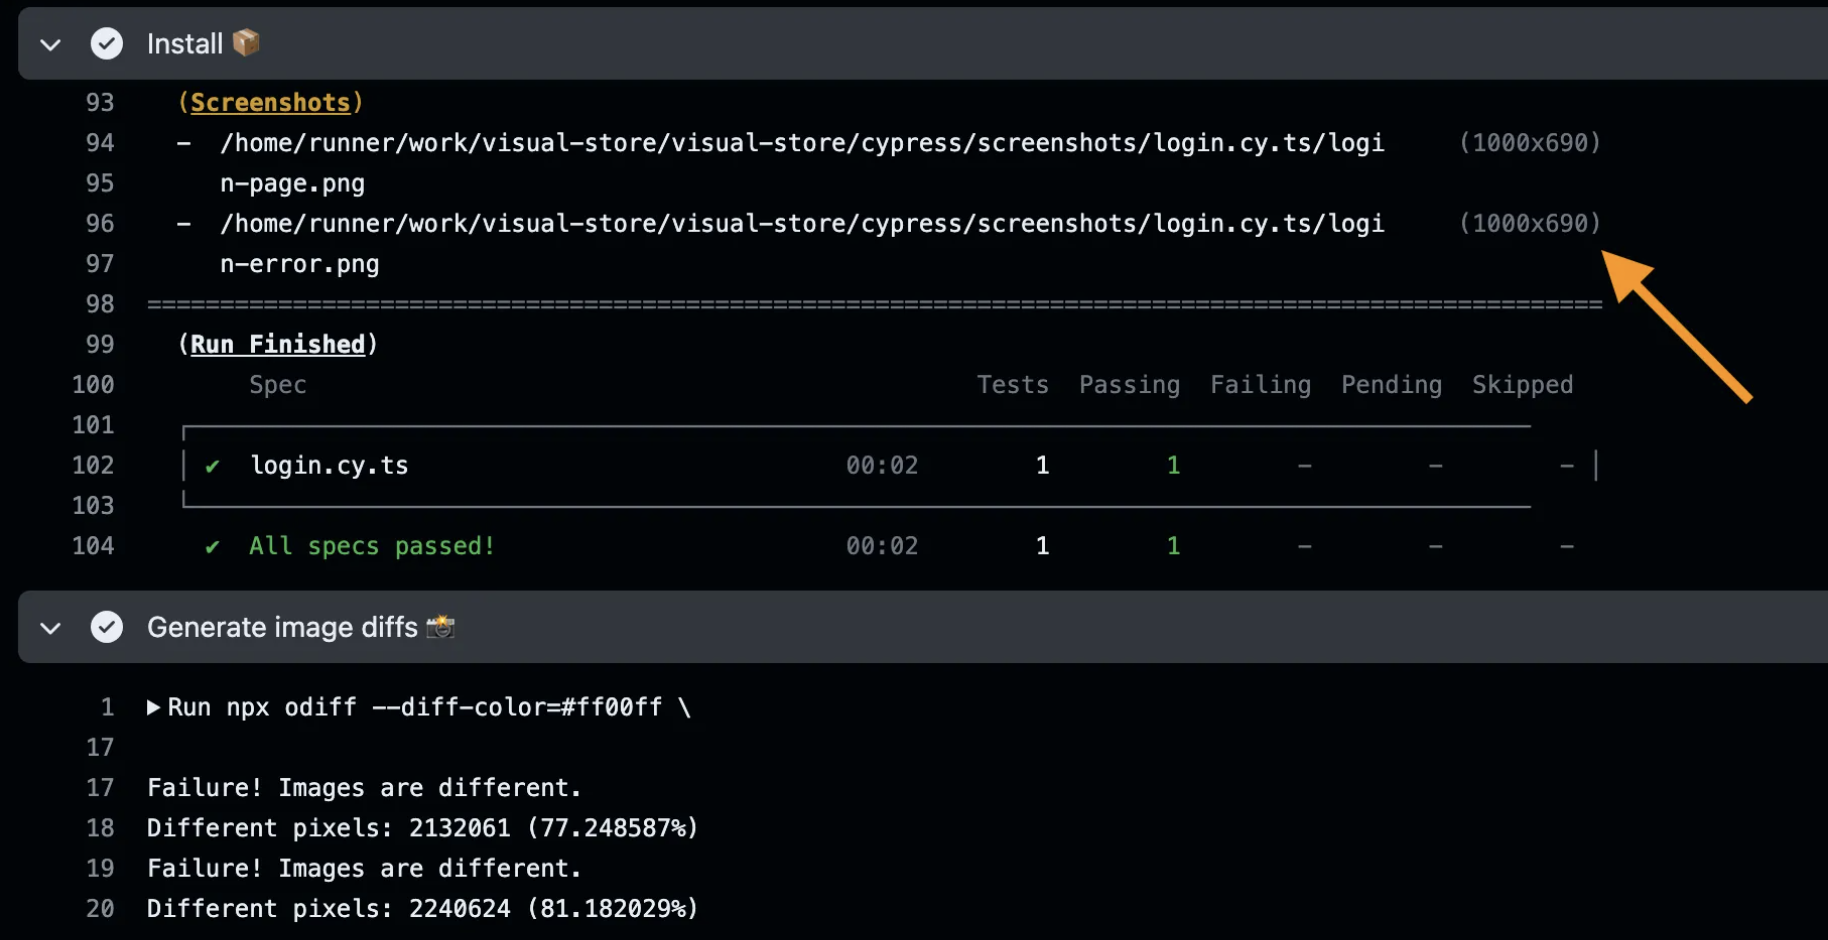 Install 📦
93 (Screenshots)
94 – /home/runner/work/visual-store/visual-store/cypress/screenshots/login.cy.ts/logi (1000x690)
95 n-page.png
96 – /home/runner/work/visual-store/visual-store/cypress/screenshots/login.cy.ts/logi (1000x690)
97 n-error.png
98 ====================================================================================================
99 (Run Finished)
100 Spec Tests Passing Failing Pending Skipped
101 ┌────────────────────────────────────────────────────────────────────────────────────────────
102 │ ✔ login.cy.ts 00:02 1 1 – – – │
103 └────────────────────────────────────────────────────────────────────────────────────────────
104 ✔ All specs passed! 00:02 1 1 – – –
Generate image diffs 📸
1 ▶ Run npx odiff --diff-color=#ff00ff \
17
17 Failure! Images are different.
18 Different pixels: 2132061 (77.248587%)
19 Failure! Images are different.
20 Different pixels: 2240624 (81.182029%)